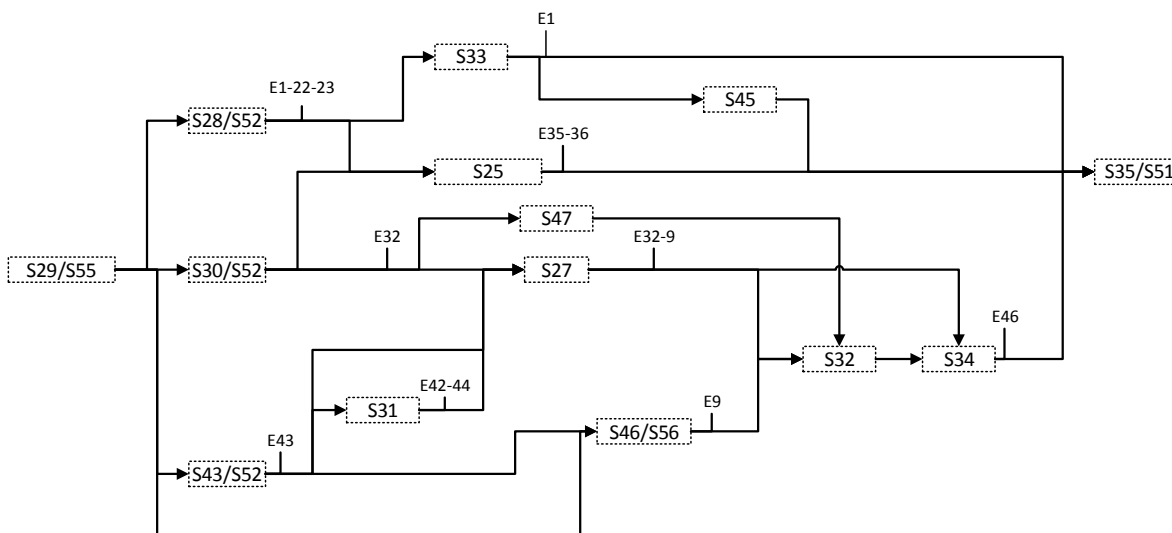 E1
S33
E1-22-23
S45
S28/S52
E35-36
S25
S35/S51
S47
E32
E32-9
S29/S55
S30/S52
S27
E46
S32
S34
E42-44
S31
E9
S46/S56
E43
S43/S52